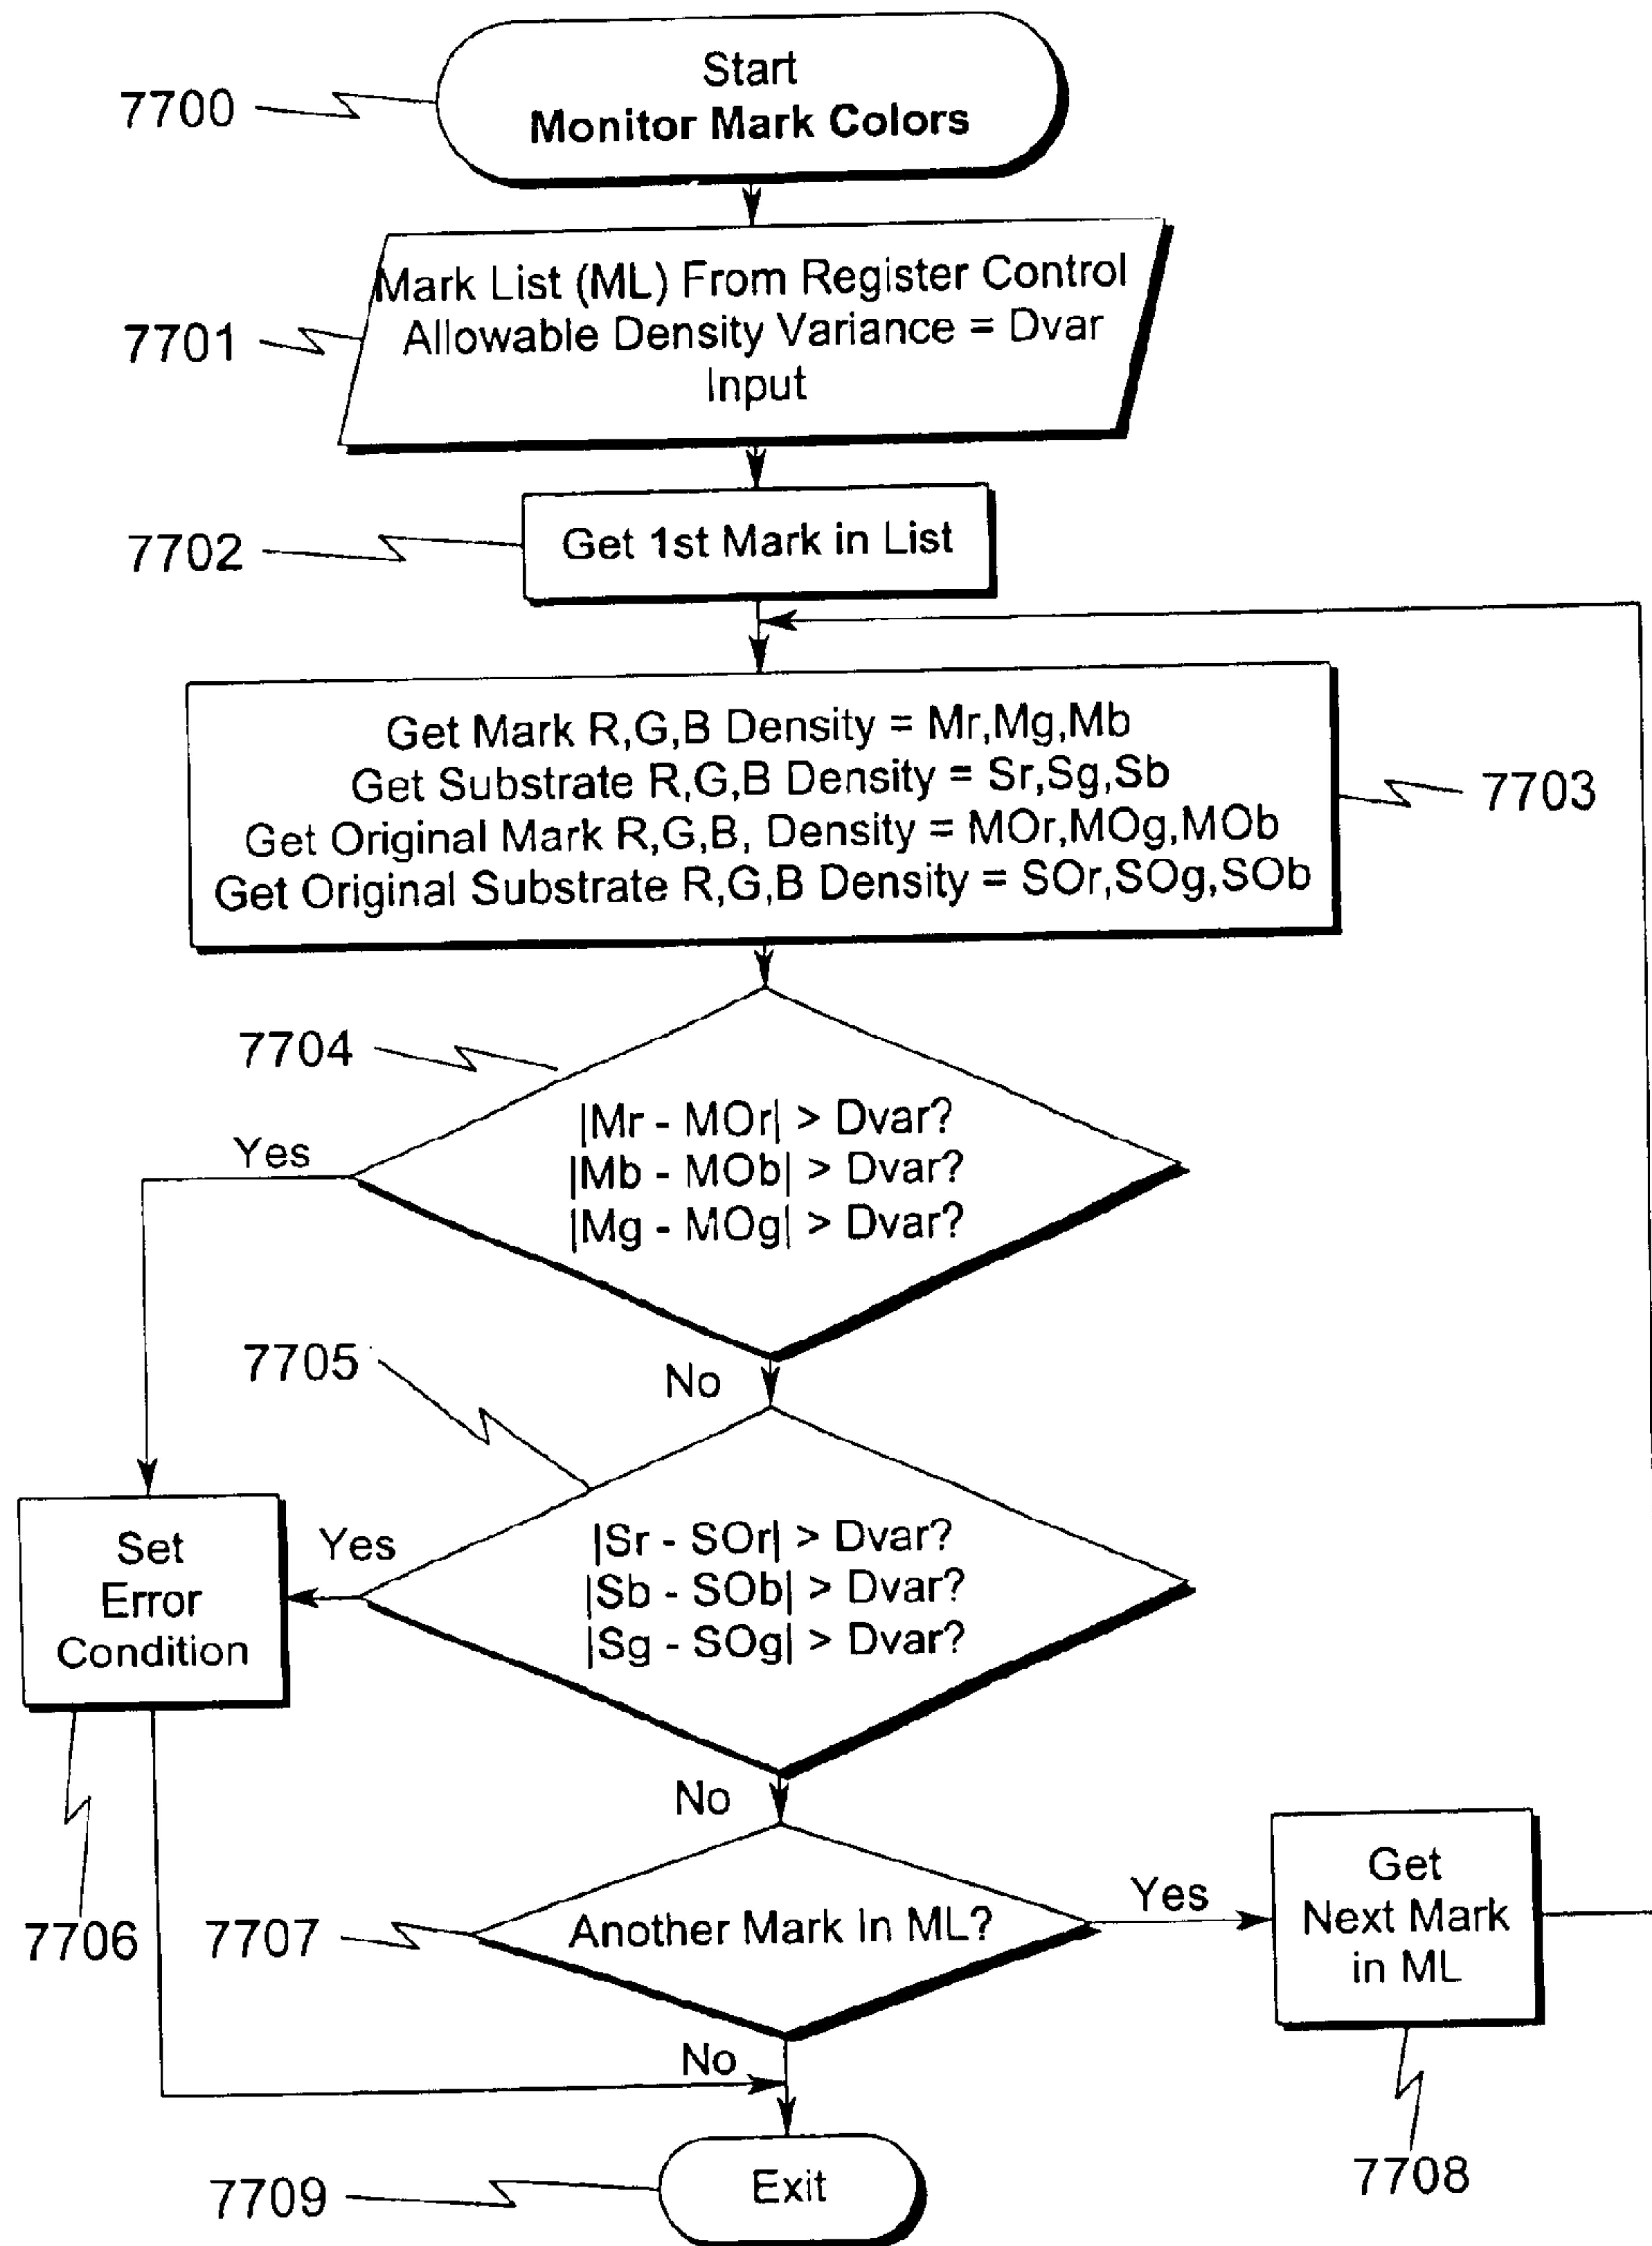 7700
Start
Monitor Mark Colors
7701
Mark List (ML) From Register Control
Allowable Density Variance = Dvar
Input
7702
Get 1st Mark in List
Get Mark R,G,B Density = Mr,Mg,Mb
Get Substrate R,G,B Density = Sr,Sg,Sb
Get Original Mark R,G,B, Density = MOr,MOg,MOb
Get Original Substrate R,G,B Density = SOr,SOg,SOb
7703
7704
|Mr - MOr| > Dvar?
|Mb - MOb| > Dvar?
|Mg - MOg| > Dvar?
Yes
No
7705
|Sr - SOr| > Dvar?
|Sb - SOb| > Dvar?
|Sg - SOg| > Dvar?
Yes
Set
Error
Condition
7706
No
7707
Another Mark In ML?
Yes
Get
Next Mark
in ML
7708
No
7709
Exit